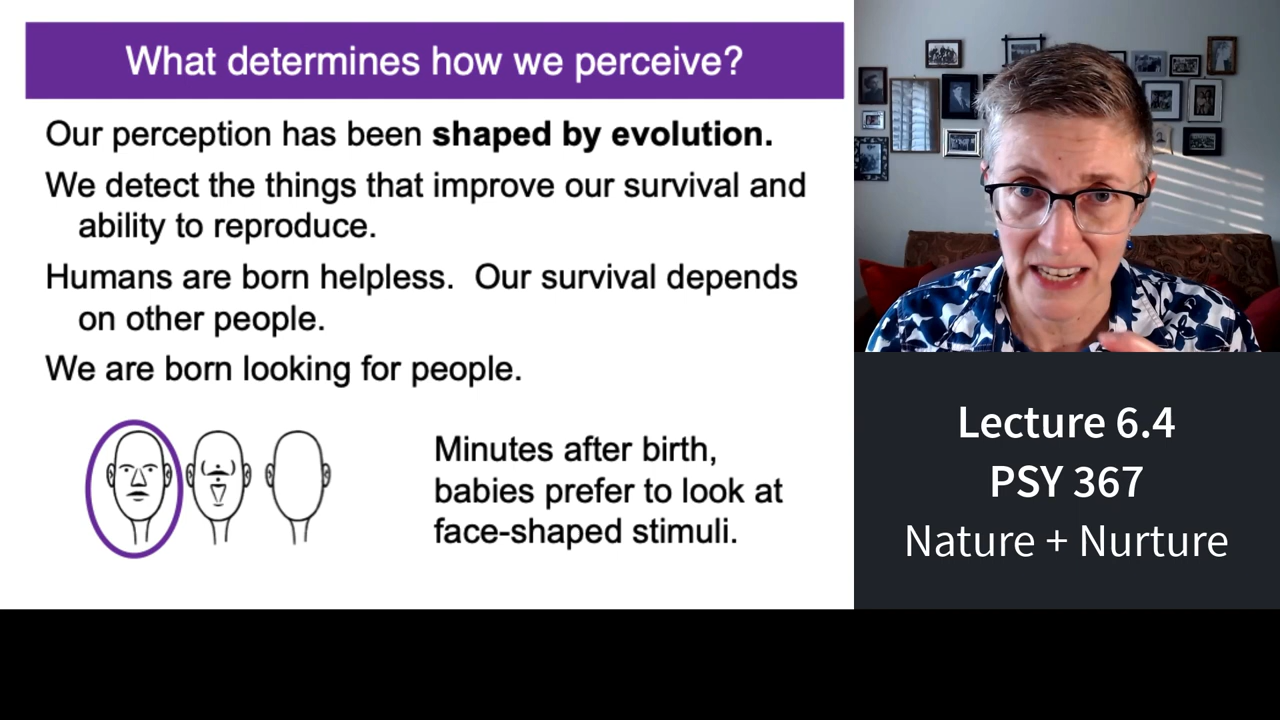 What determines how we perceive?
Our perception has been shaped by evolution.
We detect the things that improve our survival and
ability to reproduce.
Humans are born helpless.  Our survival depends
on other people.
We are born looking for people.
Minutes after birth,
babies prefer to look at
face-shaped stimuli.
Lecture 6.4
PSY 367
Nature + Nurture